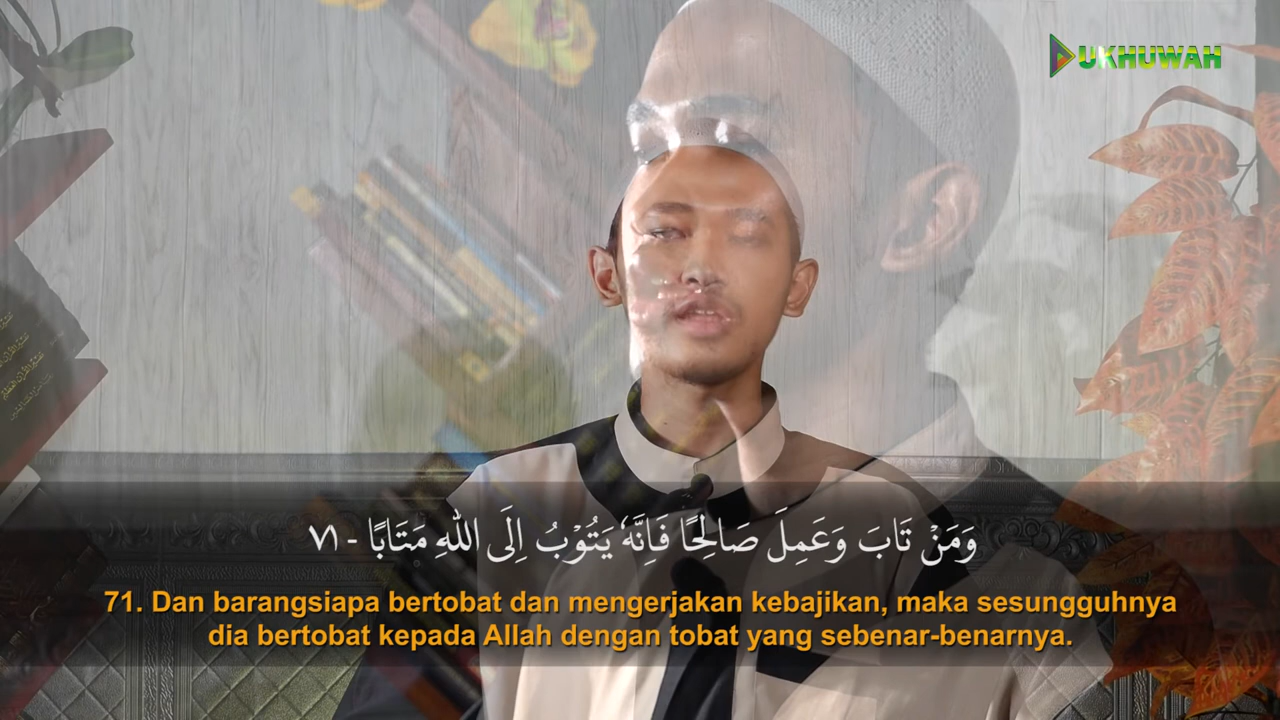 UKHUWAH
وَمَنْ تَابَ وَعَمِلَ صَالِحًا فَاِنَّهٗ يَتُوْبُ اِلَى اللّٰهِ مَتَابًا - ٧١
71. Dan barangsiapa bertobat dan mengerjakan kebajikan, maka sesungguhnya
dia bertobat kepada Allah dengan tobat yang sebenar-benarnya.